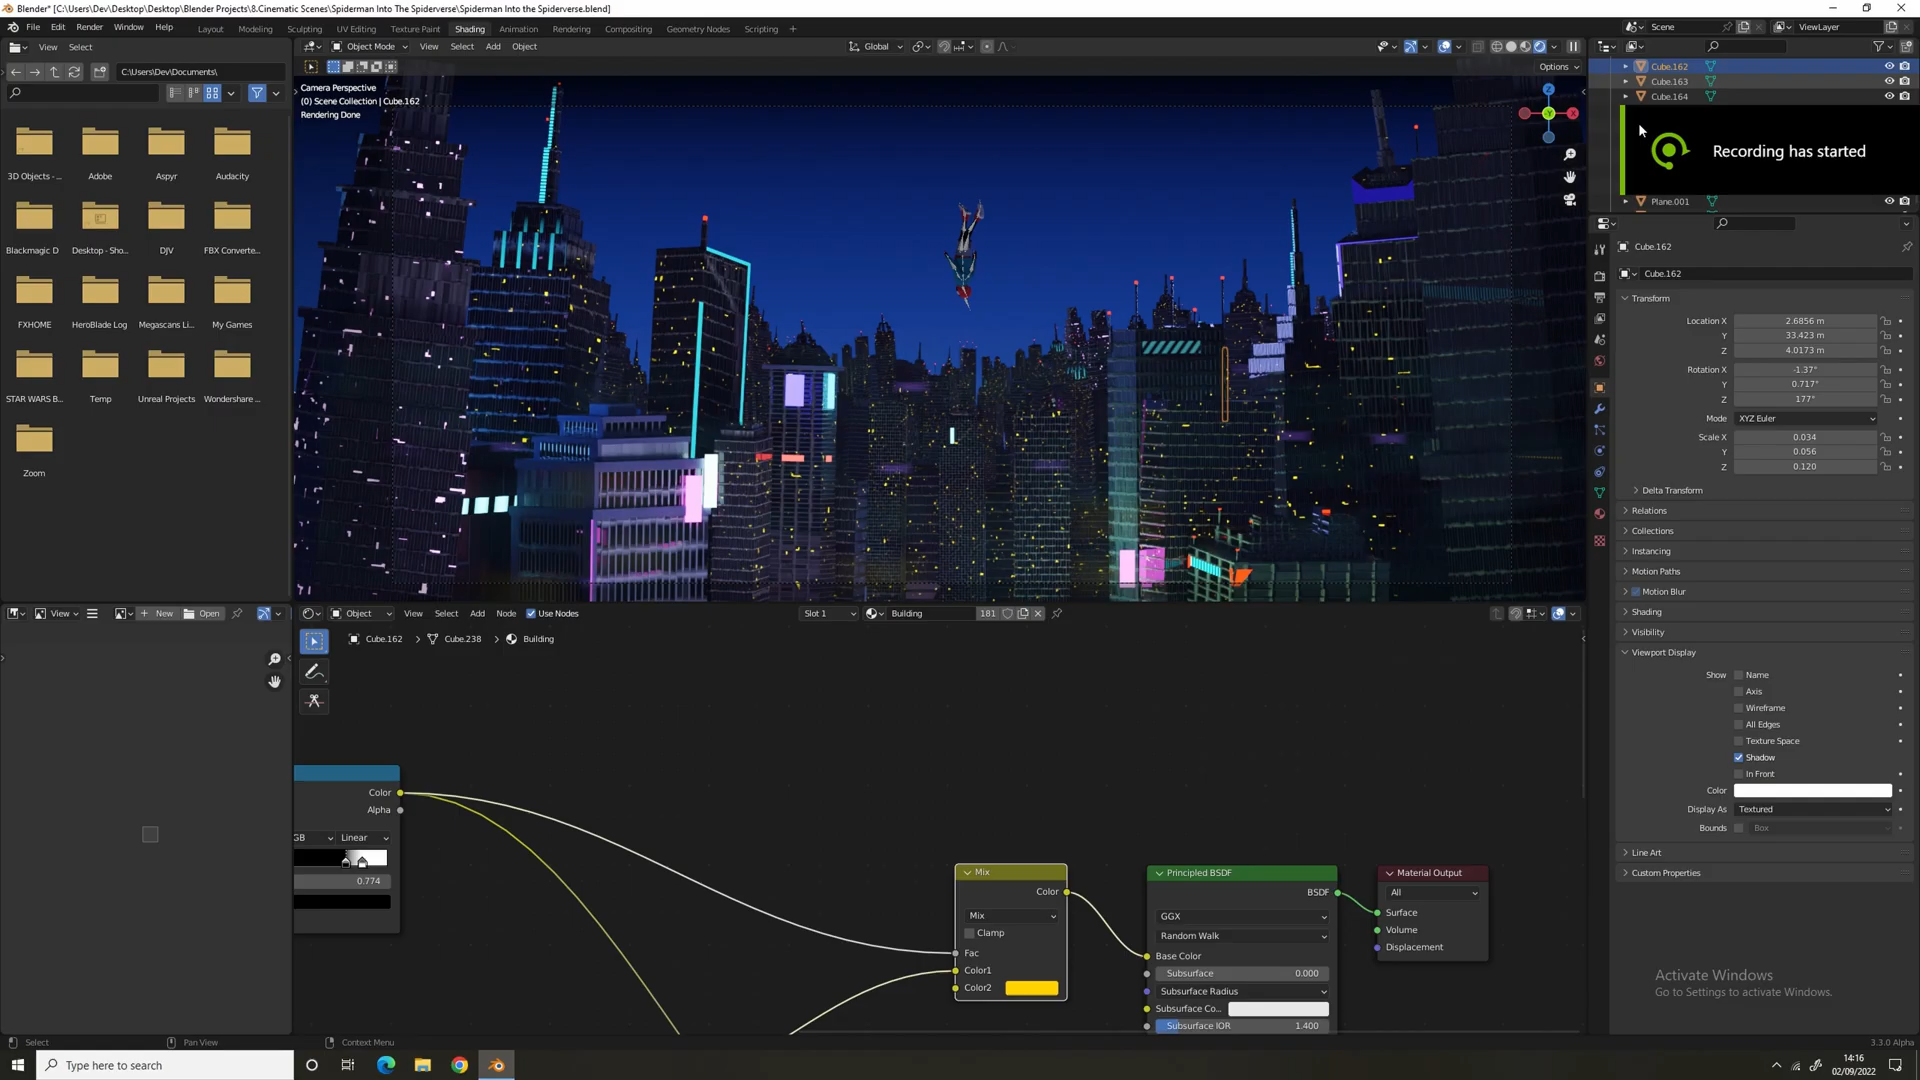 Blender* [C:\Users\Dev\Desktop\Desktop\Blender Projects\8.Cinematic Scenes\Spiderman Into The Spiderverse\Spiderman Into the Spiderverse.blend]
File Edit Render Window Help Layout Modeling Sculpting UV Editing Texture Paint Shading Animation Rendering Compositing Geometry Nodes Scripting + Scene ViewLayer
View Select Object Mode View Select Add Object Global
C:\Users\Dev\Documents\ Options
Camera Perspective
(0) Scene Collection | Cube.162
Rendering Done
Cube.162
Cube.163
Cube.164
Recording has started
Plane.001
3D Objects - ... Adobe Aspyr Audacity
Blackmagic D Desktop - Sho... DJV FBX Converte...
FXHOME HeroBlade Log Megascans Li... My Games
STAR WARS B... Temp Unreal Projects Wondershare ...
Zoom
Cube.162
Cube.162
Transform
Location X 2.6856 m
Y 33.423 m
Z 4.0173 m
Rotation X -1.37°
Y 0.717°
Z 177°
Mode XYZ Euler
Scale X 0.034
Y 0.056
Z 0.120
Delta Transform
Relations
Collections
Instancing
Motion Paths
Motion Blur
Shading
Visibility
Viewport Display
Show Name
Axis
Wireframe
All Edges
Texture Space
Shadow
In Front
Color
Display As Textured
Bounds Box
Line Art
Custom Properties
View New Open Object View Select Add Node Use Nodes Slot 1 Building 181
Cube.162 > Cube.238 > Building
Color
Alpha
GB Linear
0.774
Mix
Color
Mix
Clamp
Fac
Color1
Color2
Principled BSDF
BSDF
GGX
Random Walk
Base Color
Subsurface 0.000
Subsurface Radius
Subsurface Co...
Subsurface IOR 1.400
Material Output
All
Surface
Volume
Displacement
Activate Windows
Go to Settings to activate Windows.
Select Pan View Context Menu 3.3.0 Alpha
Type here to search
14:16
02/09/2022